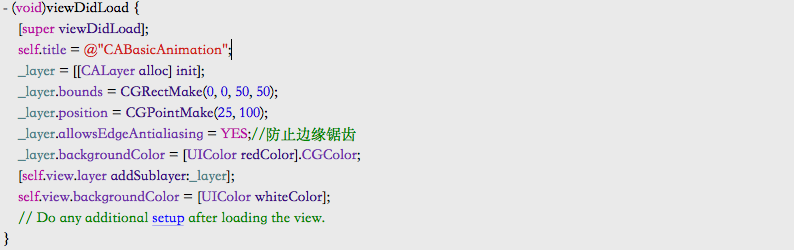 - (void)viewDidLoad {
[super viewDidLoad];
self.title = @"CABasicAnimation";
_layer = [[CALayer alloc] init];
_layer.bounds = CGRectMake(0, 0, 50, 50);
_layer.position = CGPointMake(25, 100);
_layer.allowsEdgeAntialiasing = YES;//防止边缘锯齿
_layer.backgroundColor = [UIColor redColor].CGColor;
[self.view.layer addSublayer:_layer];
self.view.backgroundColor = [UIColor whiteColor];
// Do any additional setup after loading the view.
}